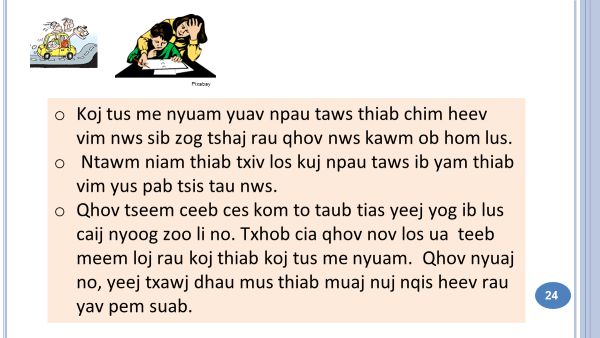 Pixabay
o Koj tus me nyuam yuav npau taws thiab chim heev
vim nws sib zog tshaj rau qhov nws kawm ob hom lus.
o Ntawm niam thiab txiv los kuj npau taws ib yam thiab
vim yus pab tsis tau nws.
o Qhov tseem ceeb ces kom to taub tias yeej yog ib lus
caij nyoog zoo li no. Txhob cia qhov nov los ua teeb
meem loj rau koj thiab koj tus me nyuam. Qhov nyuaj
no, yeej txawj dhau mus thiab muaj nuj nqis heev rau
yav pem suab.
24